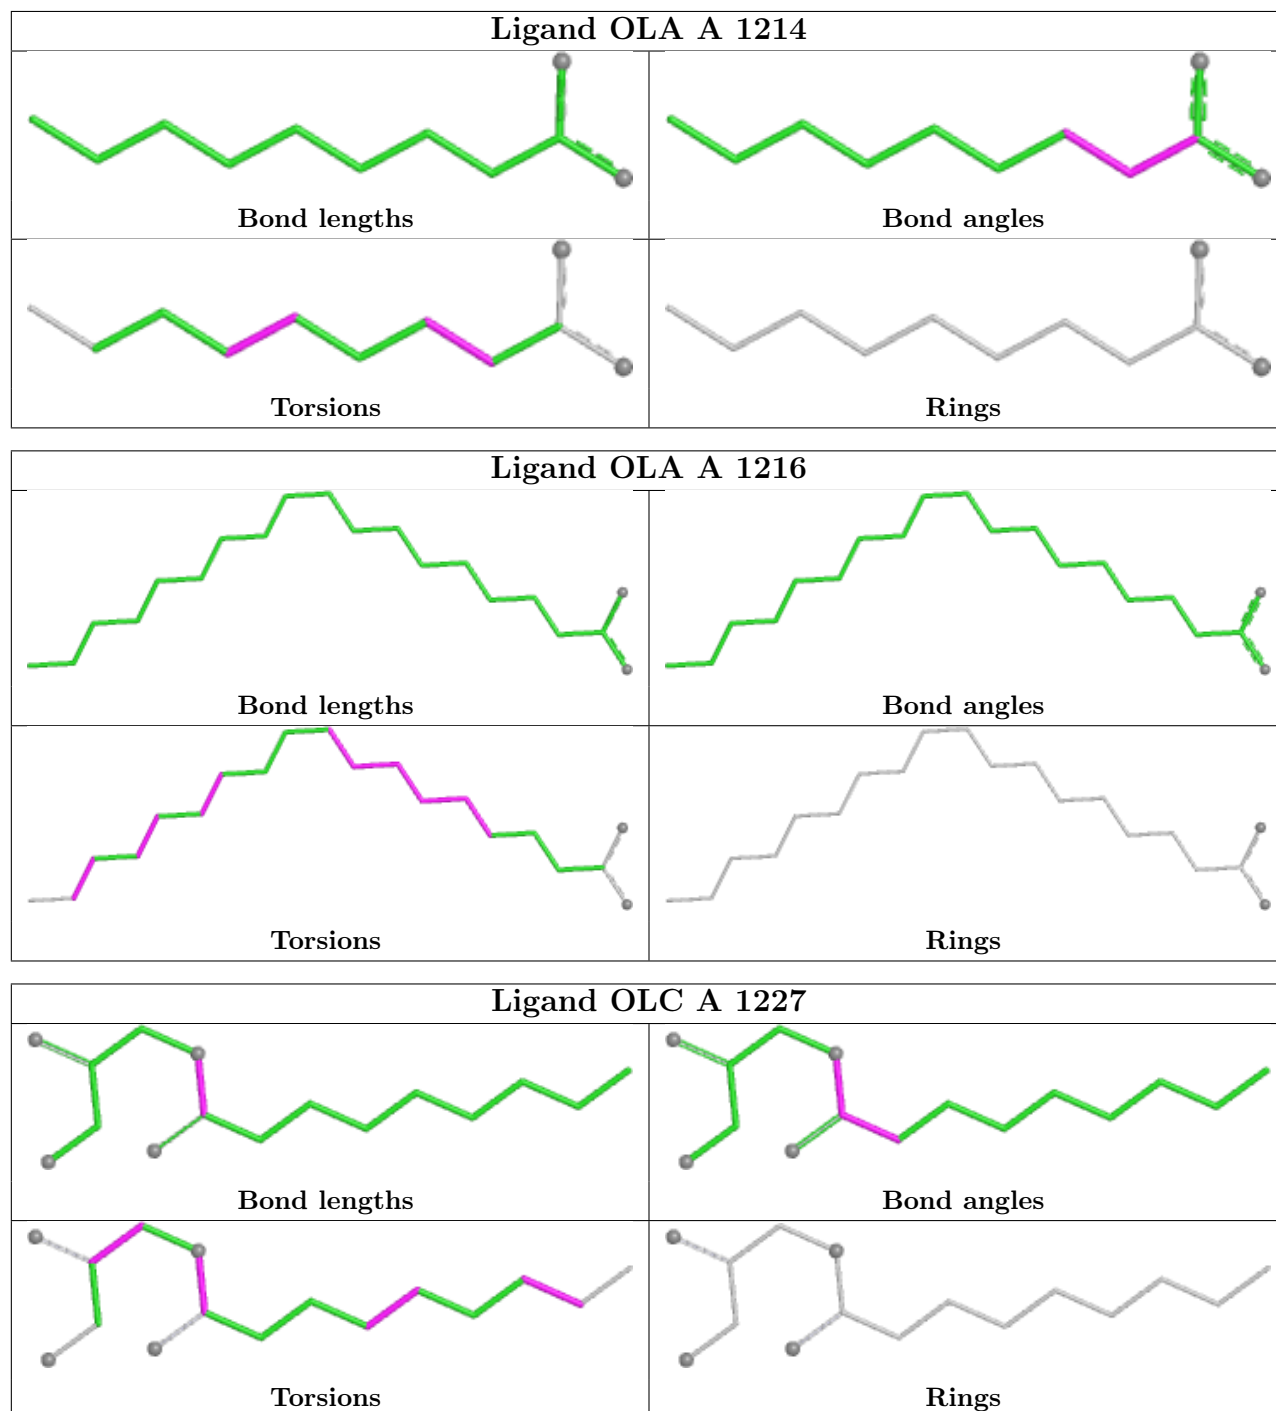 Ligand OLA A 1214
Bond lengths
Bond angles
Torsions
Rings
Ligand OLA A 1216
Bond lengths
Bond angles
Torsions
Rings
Ligand OLC A 1227
Bond lengths
Bond angles
Torsions
Rings